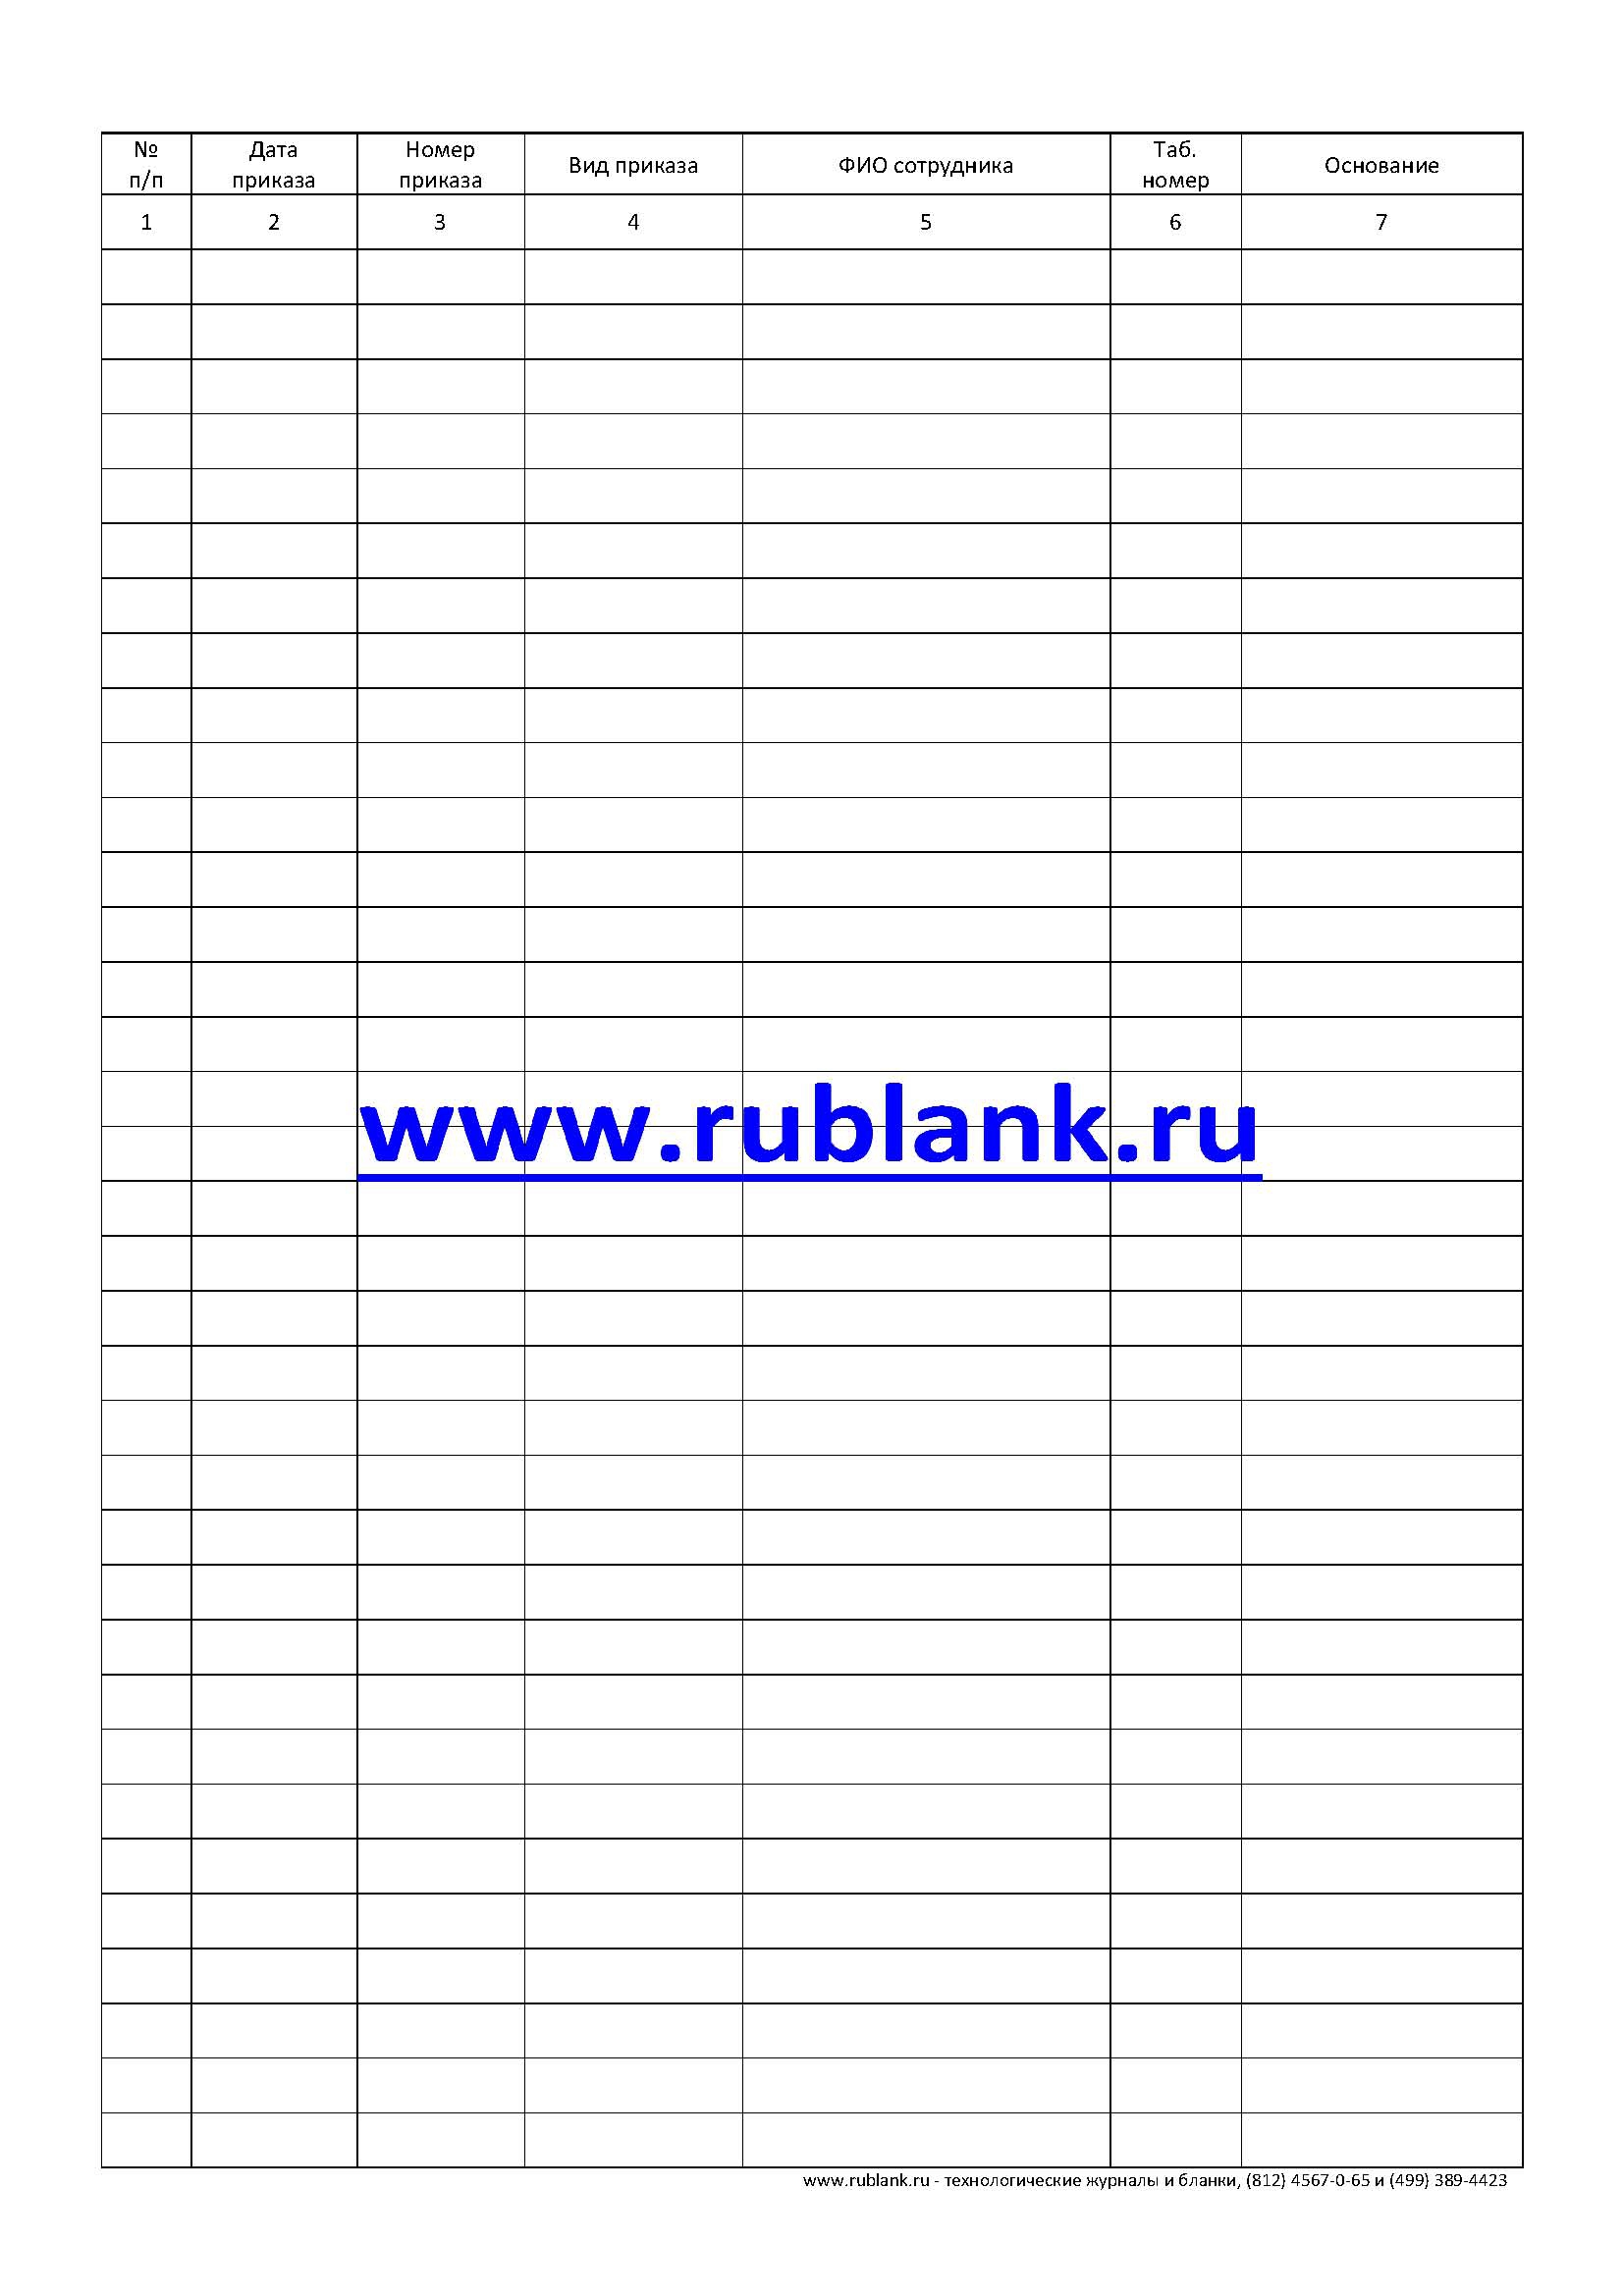 № п/п Дата приказа Номер приказа Вид приказа ФИО сотрудника Таб. номер Основание
1 2 3 4 5 6 7
www.rublank.ru
www.rublank.ru - технологические журналы и бланки, (812) 4567-0-65 и (499) 389-4423